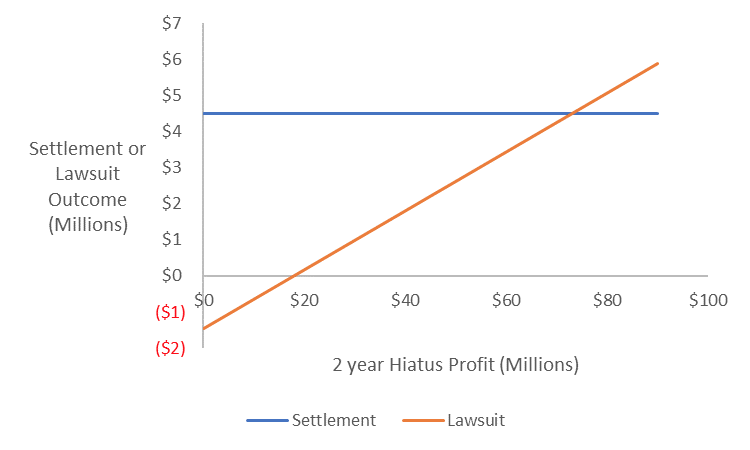 $7
$6
$5
$4
$3
$2
$1
$0
($1)
($2)
Settlement or
Lawsuit
Outcome
(Millions)
$0 $20 $40 $60 $80 $100
2 year Hiatus Profit (Millions)
Settlement Lawsuit